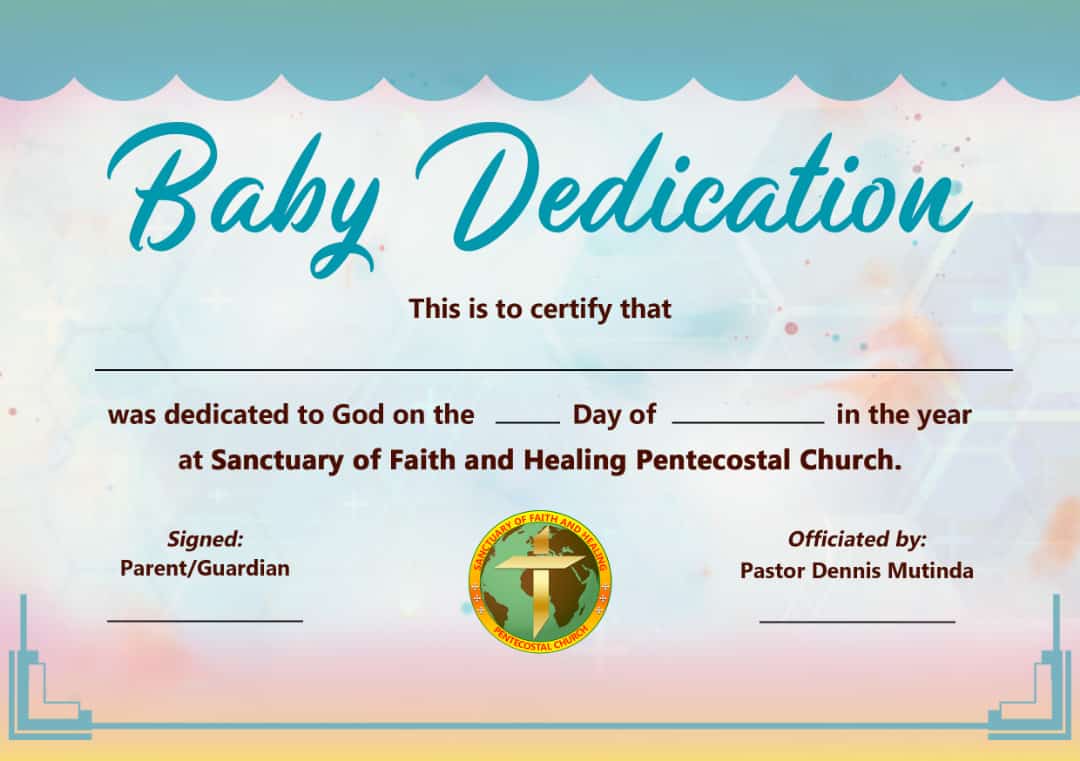 Baby Dedication
This is to certify that
was dedicated to God on the ____ Day of ________ in the year
at Sanctuary of Faith and Healing Pentecostal Church.
Signed:
Parent/Guardian
SANCTUARY OF FAITH AND HEALING
PENTECOSTAL CHURCH
Officiated by:
Pastor Dennis Mutinda